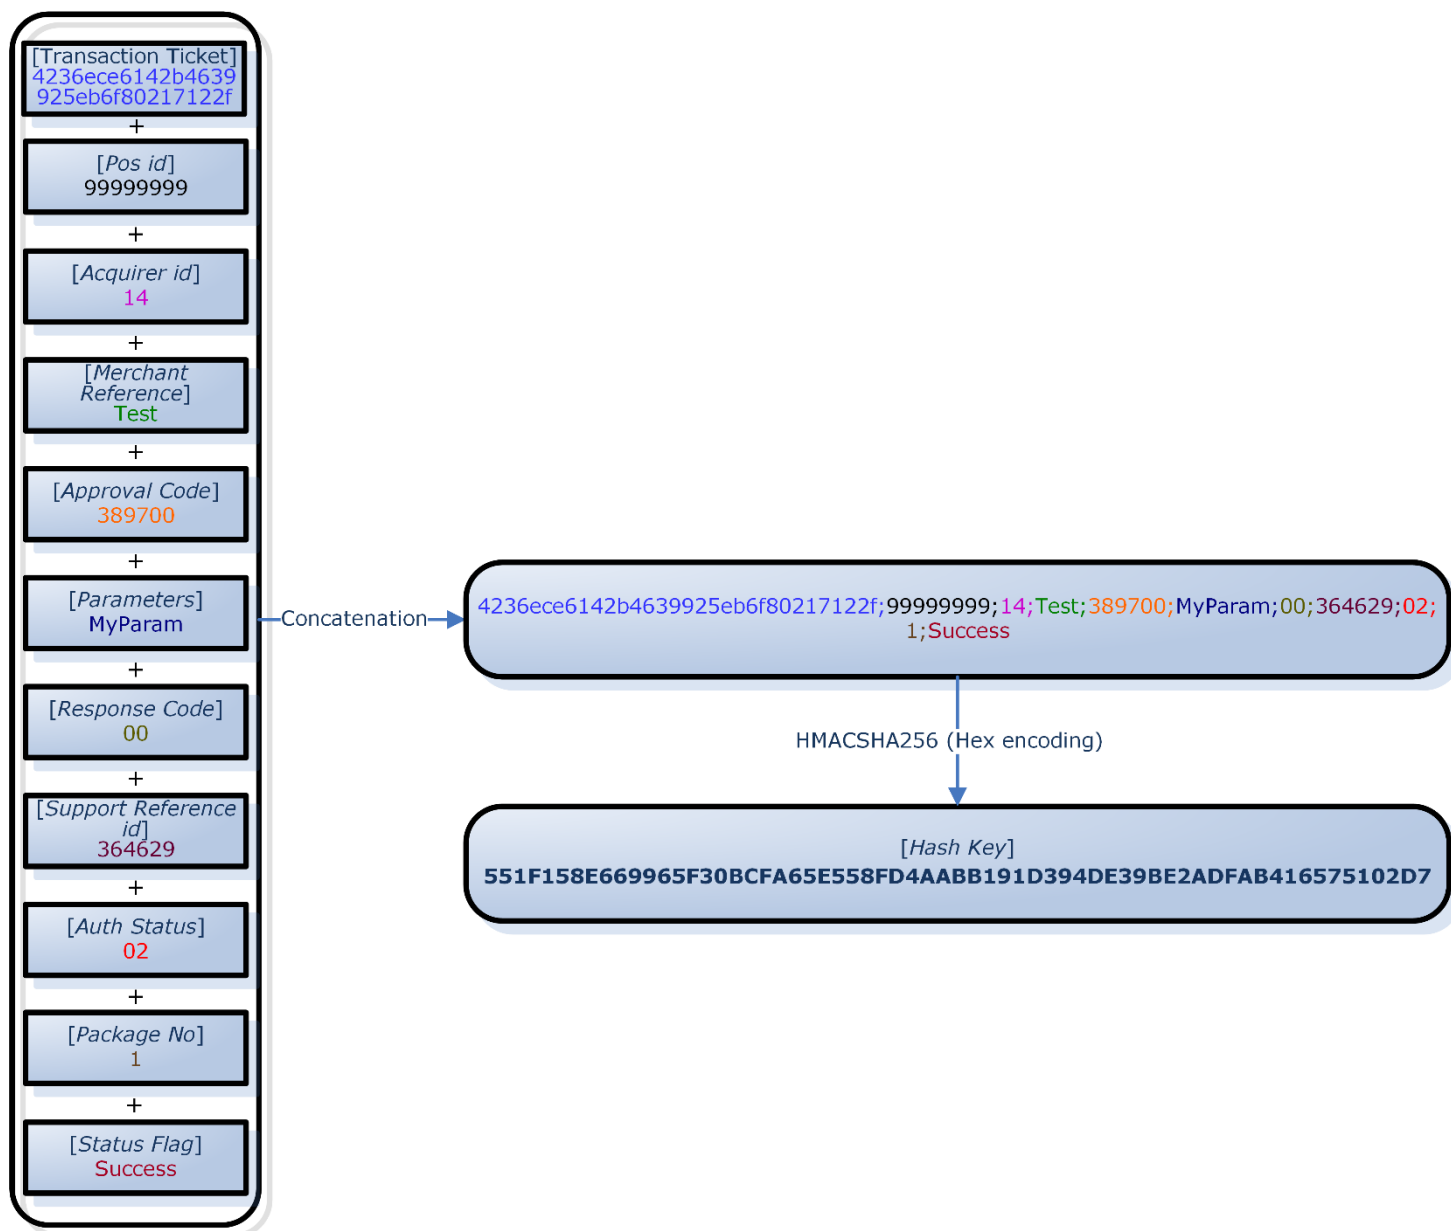 [Transaction Ticket]
4236ece6142b4639
925eb6f80217122f
+
[Pos id]
99999999
+
[Acquirer id]
14
+
[Merchant
Reference]
Test
+
[Approval Code]
389700
+
[Parameters]
MyParam
+
[Response Code]
00
+
[Support Reference
id]
364629
+
[Auth Status]
02
+
[Package No]
1
+
[Status Flag]
Success
Concatenation
4236ece6142b4639925eb6f80217122f;99999999;14;Test;389700;MyParam;00;364629;02;
1;Success
HMACSHA256 (Hex encoding)
[Hash Key]
551F158E669965F30BCFA65E558FD4AABB191D394DE39BE2ADFAB416575102D7